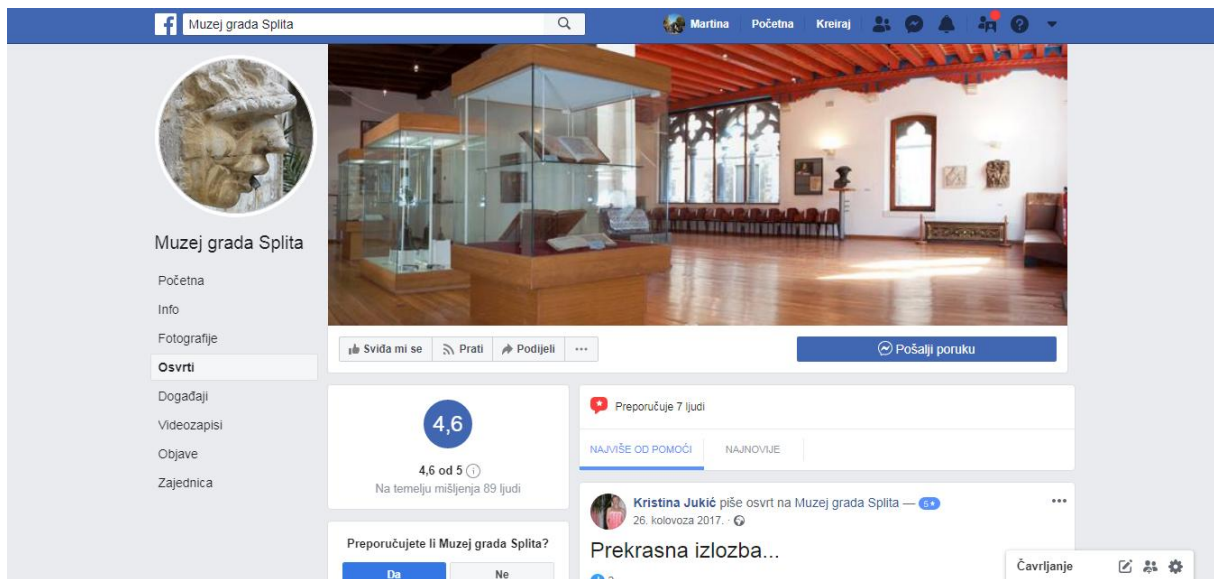 Muzej grada Splita
Martina Početna Kreiraj
Muzej grada Splita
Početna
Info
Fotografije
Osvrti
Događaji
Videozapisi
Objave
Zajednica
Sviđa mi se Prati Podijeli ...
Pošalji poruku
4,6
4,6 od 5
Na temelju mišljenja 89 ljudi
Preporučujete li Muzej grada Splita?
Da Ne
Preporučuje 7 ljudi
NAJVIŠE OD POMOĆI NAJNOVIJE
Kristina Jukić piše osvrt na Muzej grada Splita — 5★
26. kolovoza 2017. ·
Prekrasna izlozba...
Čavrljanje